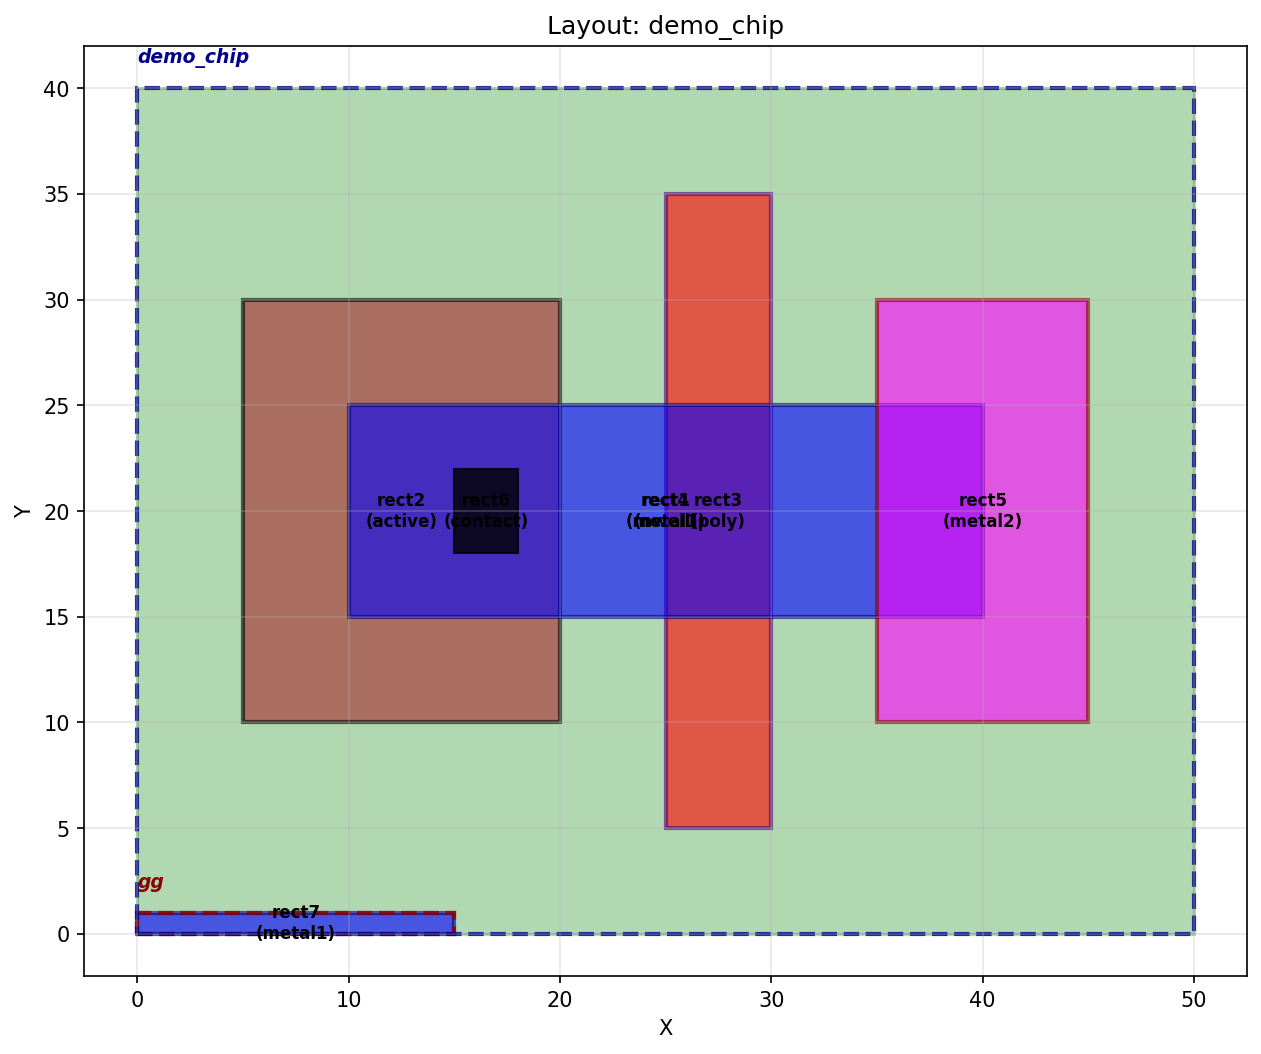 Layout: demo_chip
demo_chip
40
35
30
25
20
15
10
5
0
Y
rect2
(active)
rect6
(contact)
rect3
(poly)
rect5
(metal2)
gg
rect7
(metal1)
0
10
20
30
40
50
X